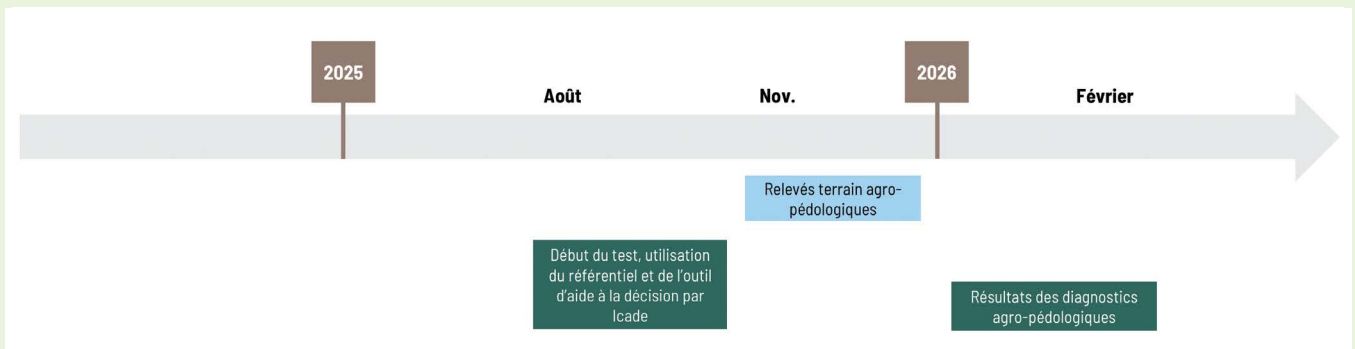 2025
2026
Août
Nov.
Février
Relevés terrain agro-
pédologiques
Début du test, utilisation
du référentiel et de l'outil
d'aide à la décision par
Icade
Résultats des diagnostics
agro-pédologiques